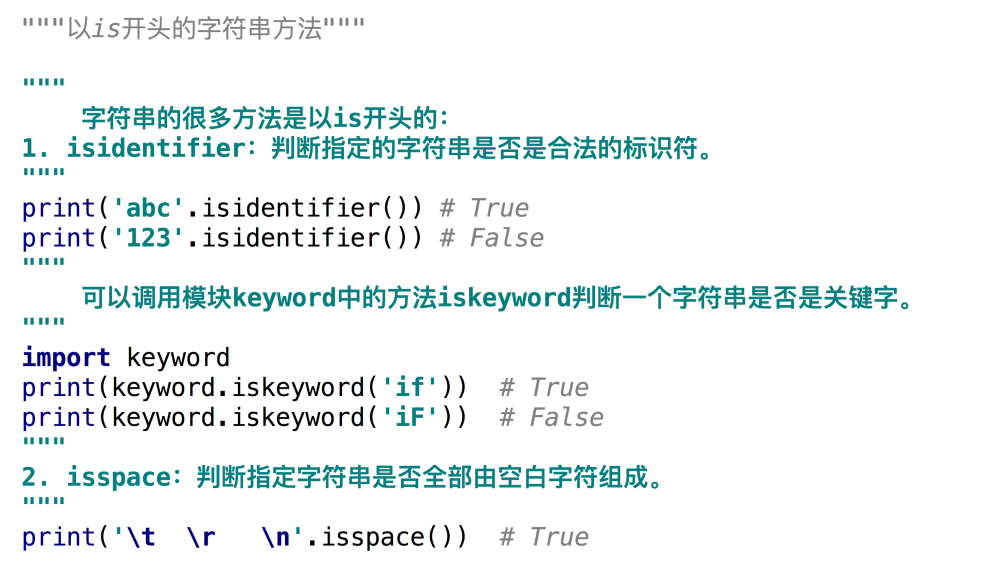 """以is开头的字符串方法"""
"""
字符串的很多方法是以is开头的：
1. isidentifier：判断指定的字符串是否是合法的标识符。
"""
print('abc'.isidentifier()) # True
print('123'.isidentifier()) # False
"""
可以调用模块keyword中的方法iskeyword判断一个字符串是否是关键字。
"""
import keyword
print(keyword.iskeyword('if'))  # True
print(keyword.iskeyword('iF'))  # False
"""
2. isspace：判断指定字符串是否全部由空白字符组成。
"""
print('\t  \r   \n'.isspace())  # True